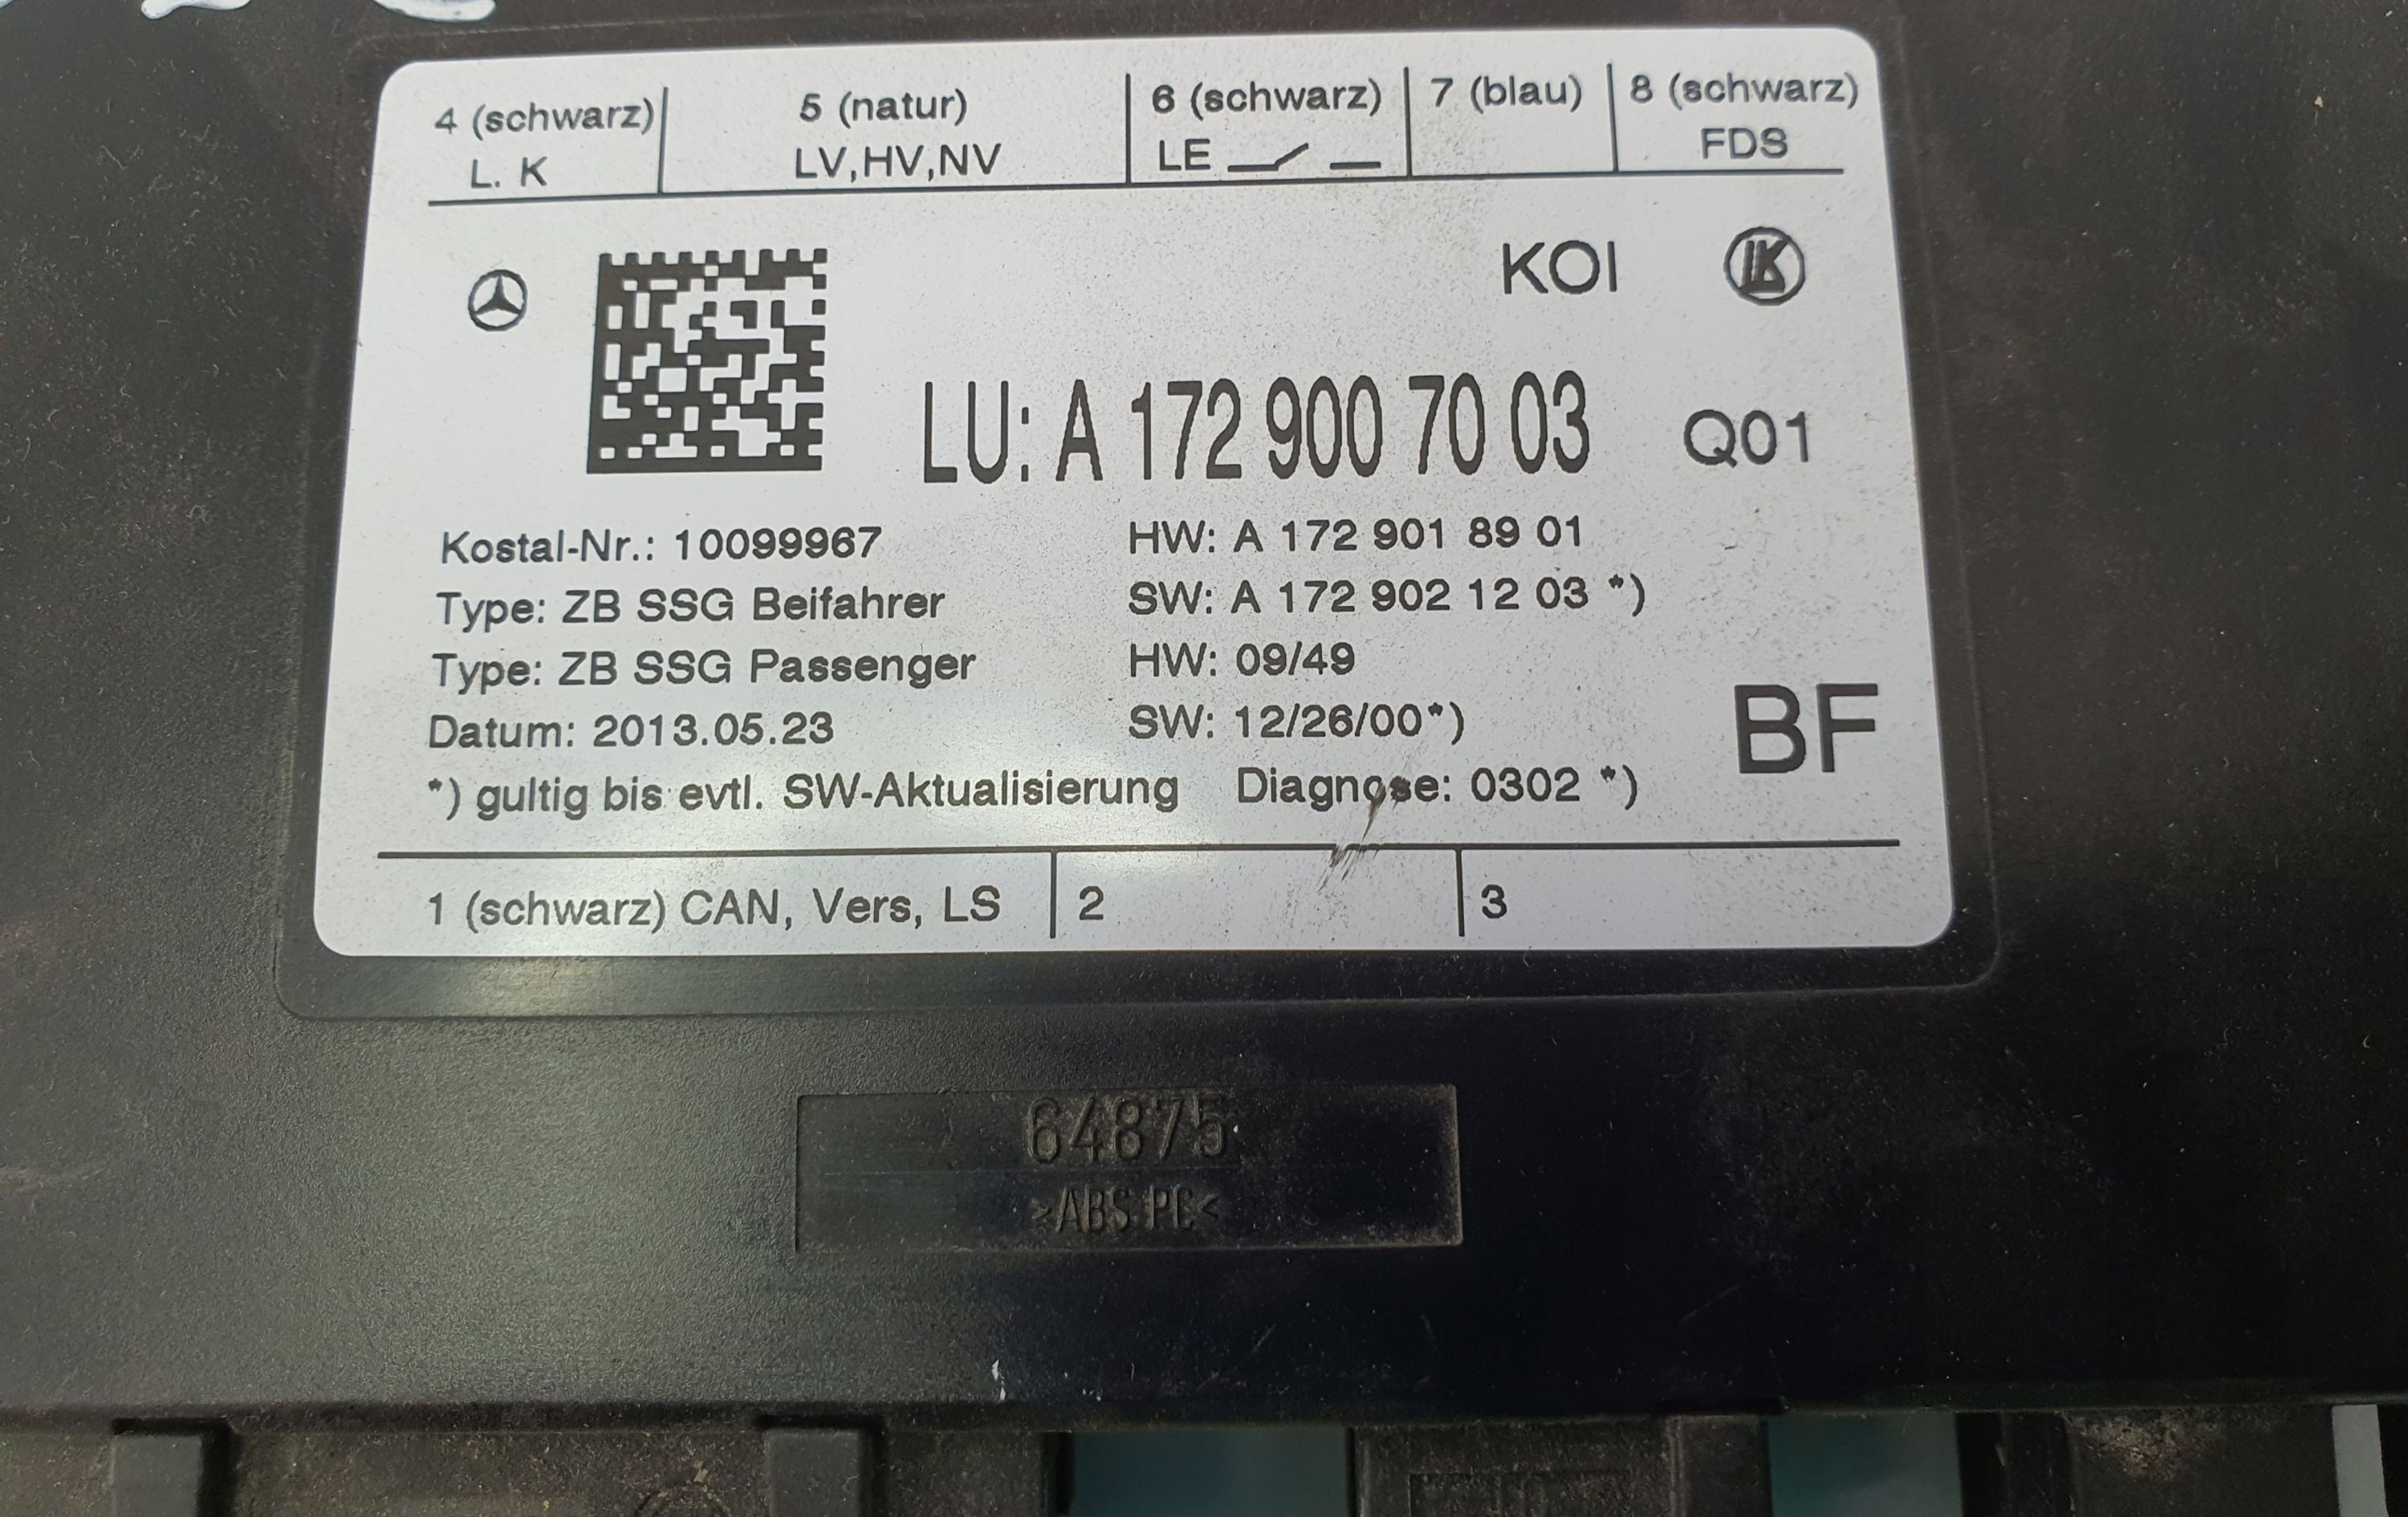 4 (schwarz) 5 (natur) 6 (schwarz) 7 (blau) 8 (schwarz)
L. K LV,HV,NV LE FDS
KOI
LU: A 172 900 70 03 Q01
Kostal-Nr.: 10099967 HW: A 172 901 89 01
Type: ZB SSG Beifahrer SW: A 172 902 12 03 *)
Type: ZB SSG Passenger HW: 09/49
Datum: 2013.05.23 SW: 12/26/00*)
BF
*) gultig bis evtl. SW-Aktualisierung Diagnose: 0302 *)
1 (schwarz) CAN, Vers, LS 2 3
64875
>ABS PC<